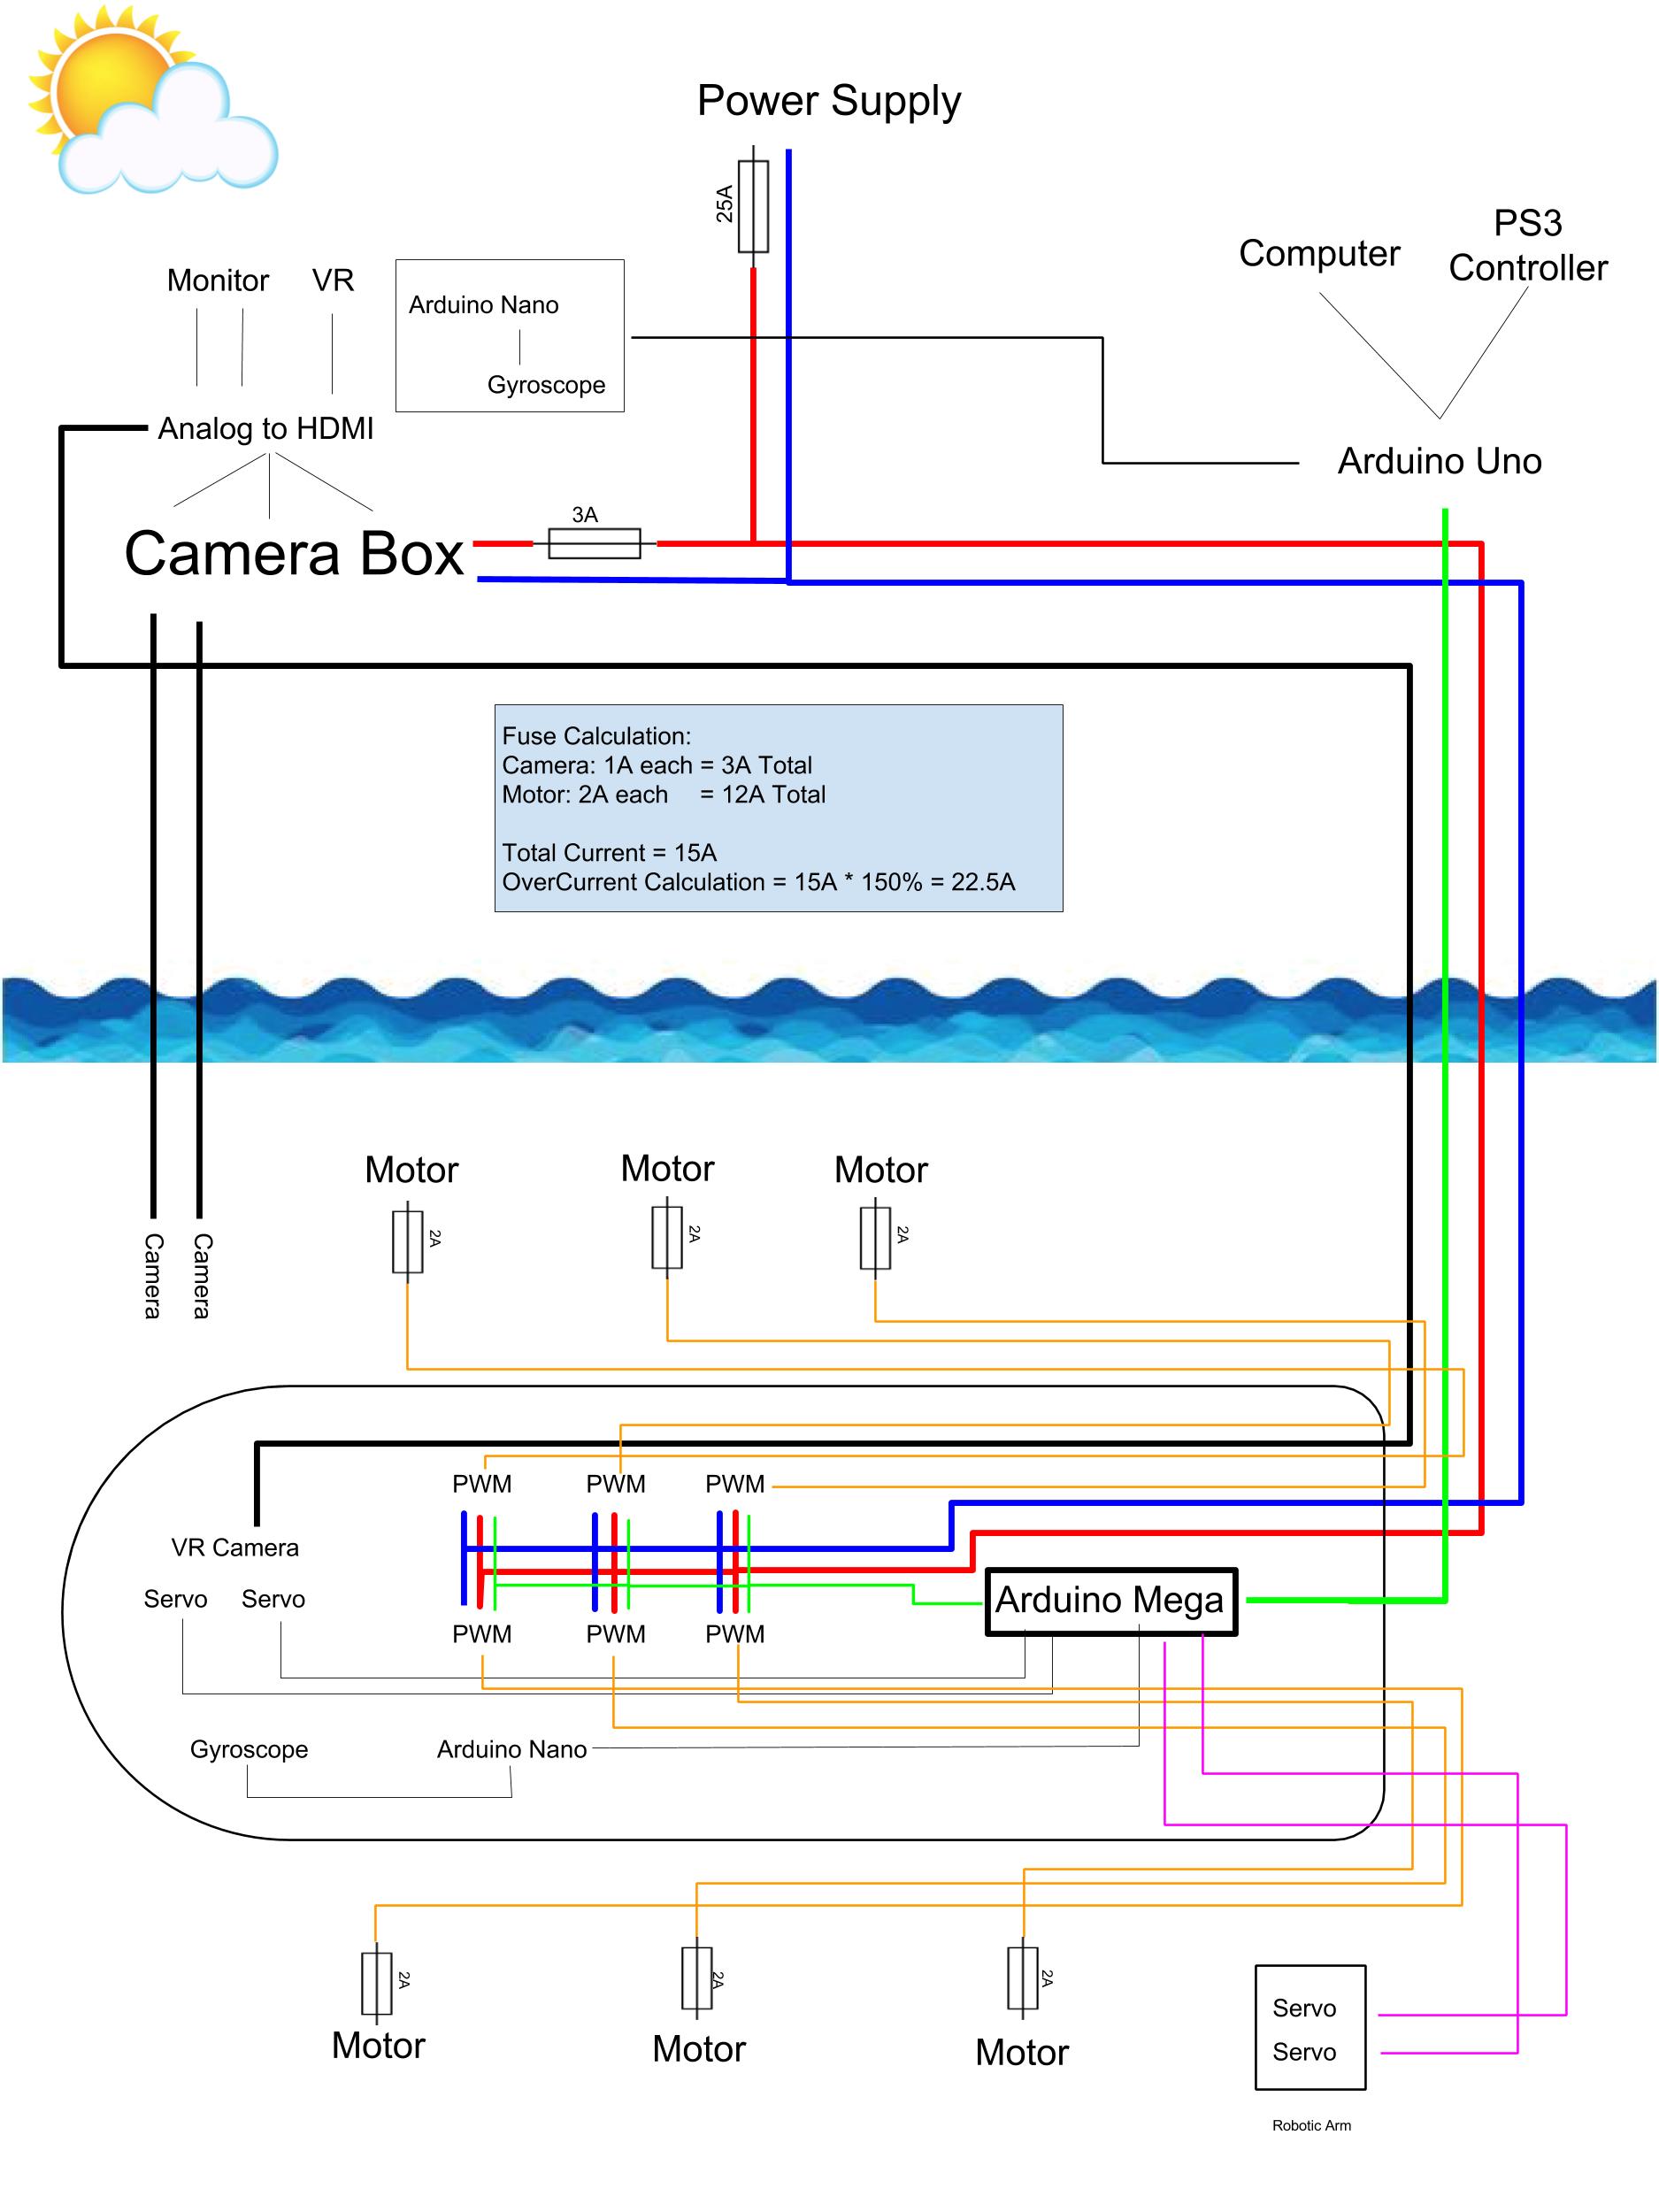 Power Supply
25A
PS3
Controller
Computer
Monitor
VR
Arduino Nano
Gyroscope
Analog to HDMI
Arduino Uno
3A
Camera Box
Fuse Calculation:
Camera: 1A each = 3A Total
Motor: 2A each = 12A Total
Total Current = 15A
OverCurrent Calculation = 15A * 150% = 22.5A
Motor
Motor
Motor
2A
2A
2A
Camera
Camera
PWM
PWM
PWM
VR Camera
Servo
Servo
Arduino Mega
PWM
PWM
PWM
Gyroscope
Arduino Nano
2A
2A
2A
Motor
Motor
Motor
Servo
Servo
Robotic Arm